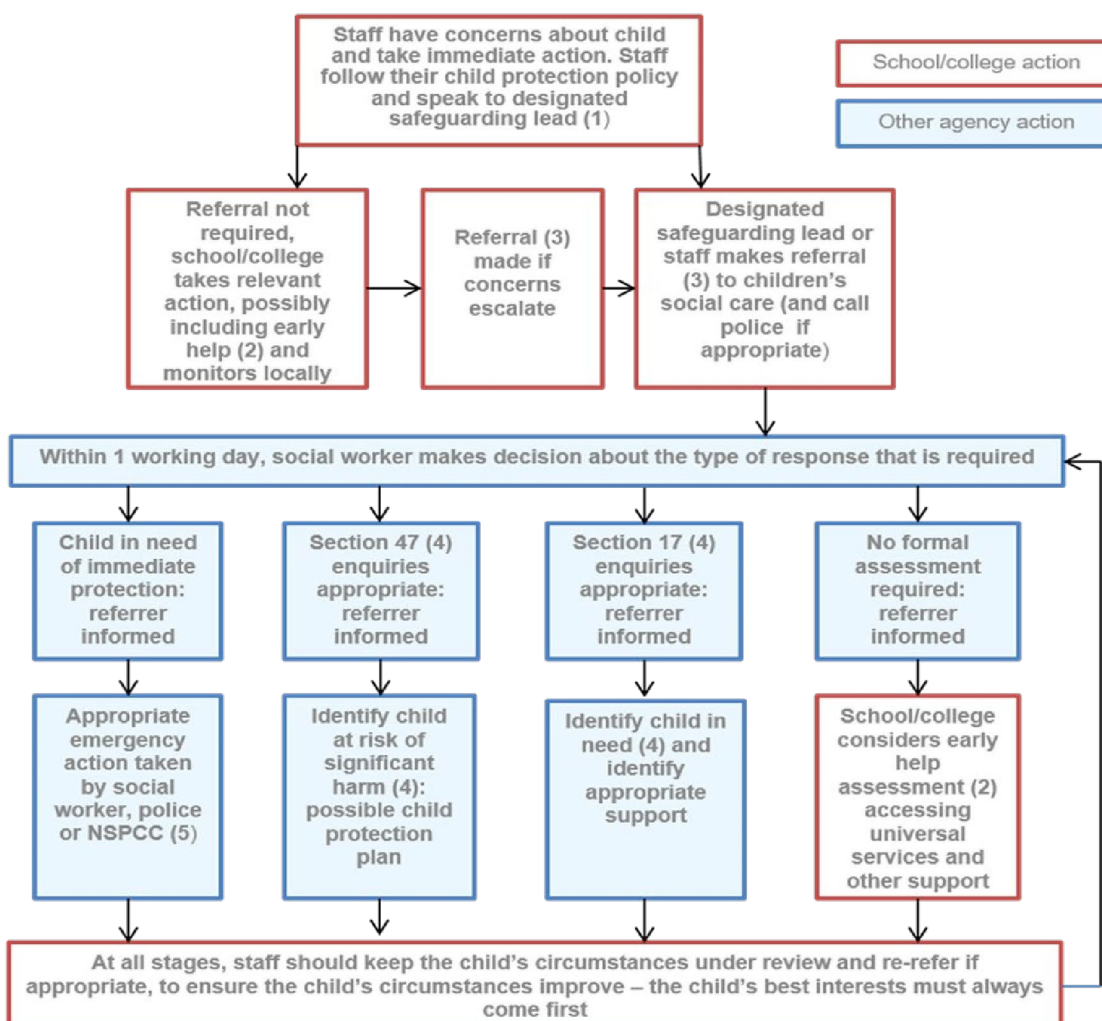 Staff have concerns about child
and take immediate action. Staff
follow their child protection policy
and speak to designated
safeguarding lead (1)
School/college action
Other agency action
Referral not
required,
school/college
takes relevant
action, possibly
including early
help (2) and
monitors locally
Referral (3)
made if
concerns
escalate
Designated
safeguarding lead or
staff makes referral
(3) to children's
social care (and call
police if
appropriate)
Within 1 working day, social worker makes decision about the type of response that is required
Child in need
of immediate
protection:
referrer
informed
Section 47 (4)
enquiries
appropriate:
referrer
informed
Section 17 (4)
enquiries
appropriate:
referrer
informed
No formal
assessment
required:
referrer
informed
Appropriate
emergency
action taken
by social
worker, police
or NSPCC (5)
Identify child
at risk of
significant
harm (4):
possible child
protection
plan
Identify child in
need (4) and
identify
appropriate
support
School/college
considers early
help
assessment (2)
accessing
universal
services and
other support
At all stages, staff should keep the child's circumstances under review and re-refer if
appropriate, to ensure the child's circumstances improve – the child's best interests must always
come first